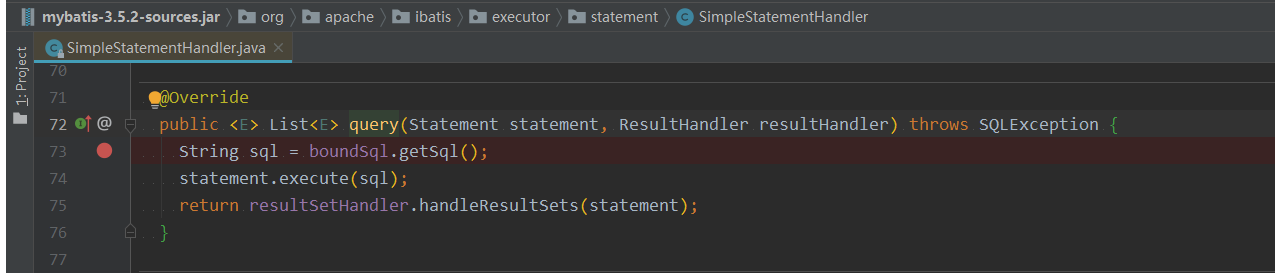 mybatis-3.5.2-sources.jar org apache ibatis executor statement SimpleStatementHandler
1: Project
SimpleStatementHandler.java
70
71 @Override
72 @ public <E> List<E> query(Statement statement, ResultHandler resultHandler) throws SQLException {
73 String sql = boundSql.getSql();
74 statement.execute(sql);
75 return resultSetHandler.handleResultSets(statement);
76 }
77